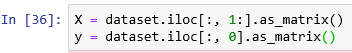 In [36]: X = dataset.iloc[:, 1:].as_matrix()
y = dataset.iloc[:, 0].as_matrix()